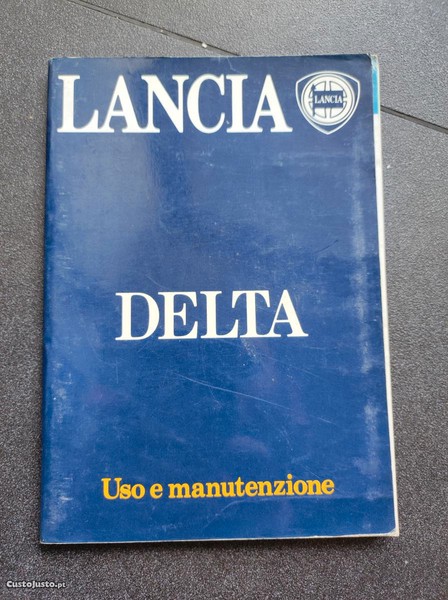 LANCIA
LANCIA
DELTA
Uso e manutenzione
CustoJusto.pt